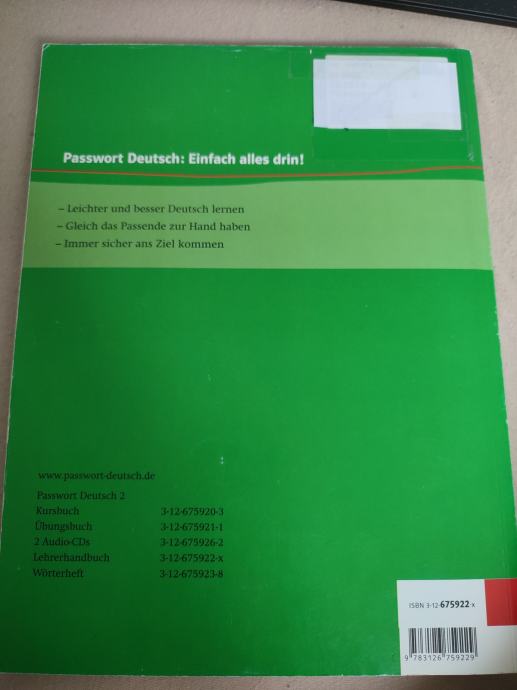 Passwort Deutsch: Einfach alles drin!
– Leichter und besser Deutsch lernen
– Gleich das Passende zur Hand haben
– Immer sicher ans Ziel kommen
www.passwort-deutsch.de
Passwort Deutsch 2
Kursbuch 3-12-675920-3
Übungsbuch 3-12-675921-1
2 Audio-CDs 3-12-675926-2
Lehrerhandbuch 3-12-675922-x
Wörterheft 3-12-675923-8
ISBN 3-12-675922-x
9 783126 759229